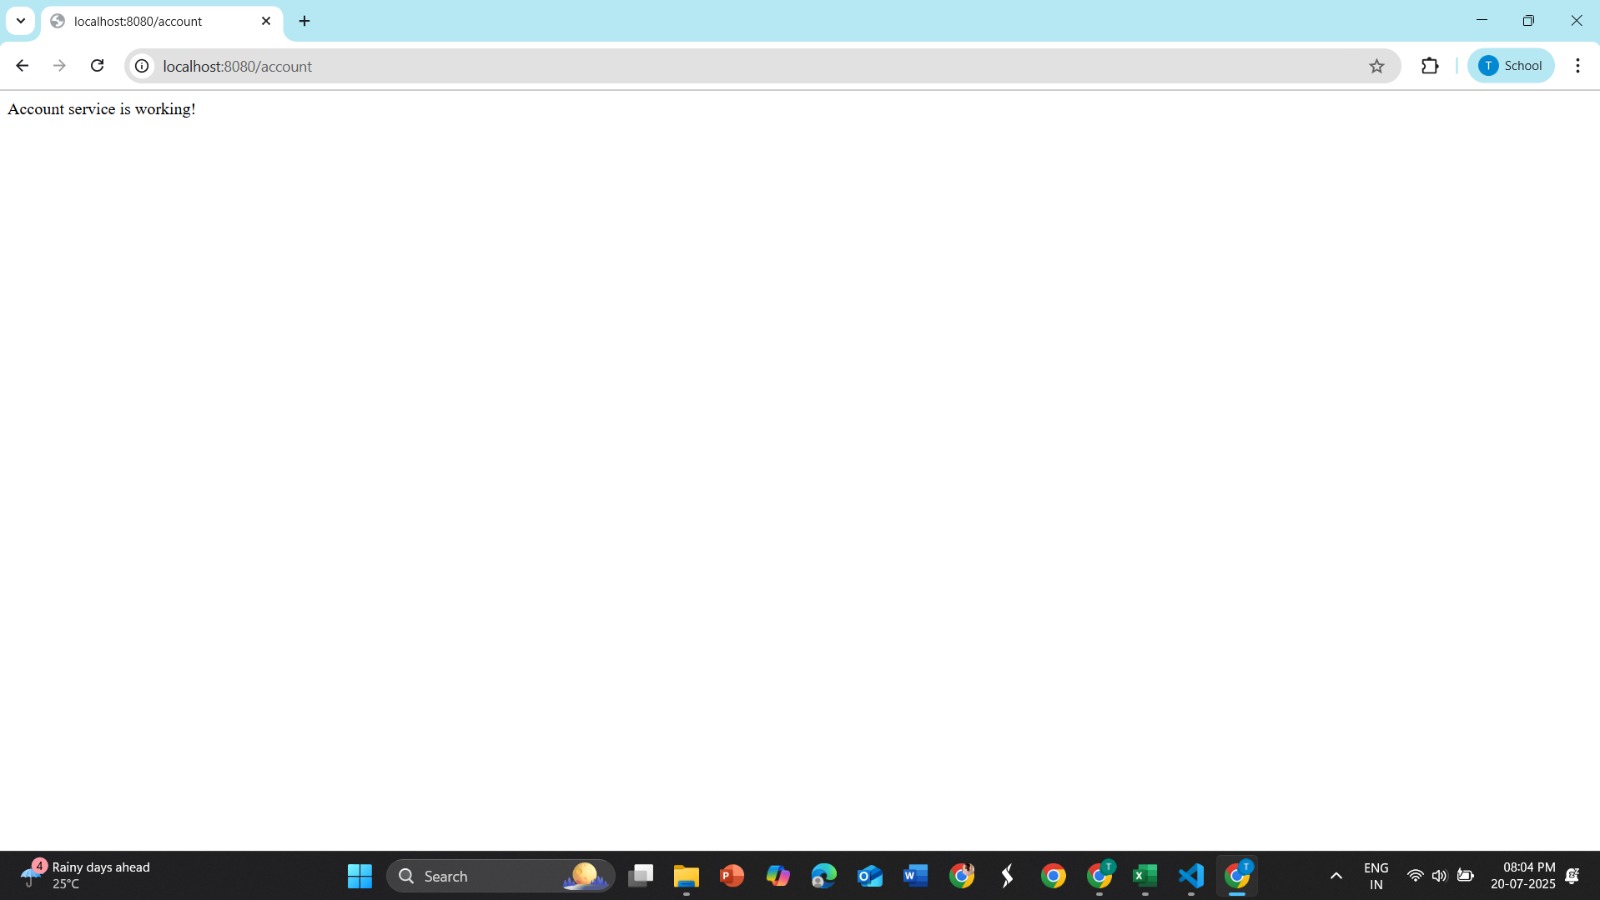 localhost:8080/account
localhost:8080/account
T School
Account service is working!
4
Rainy days ahead
25°C
Search
P
O
W
T
X
T
ENG
IN
08:04 PM
20-07-2025